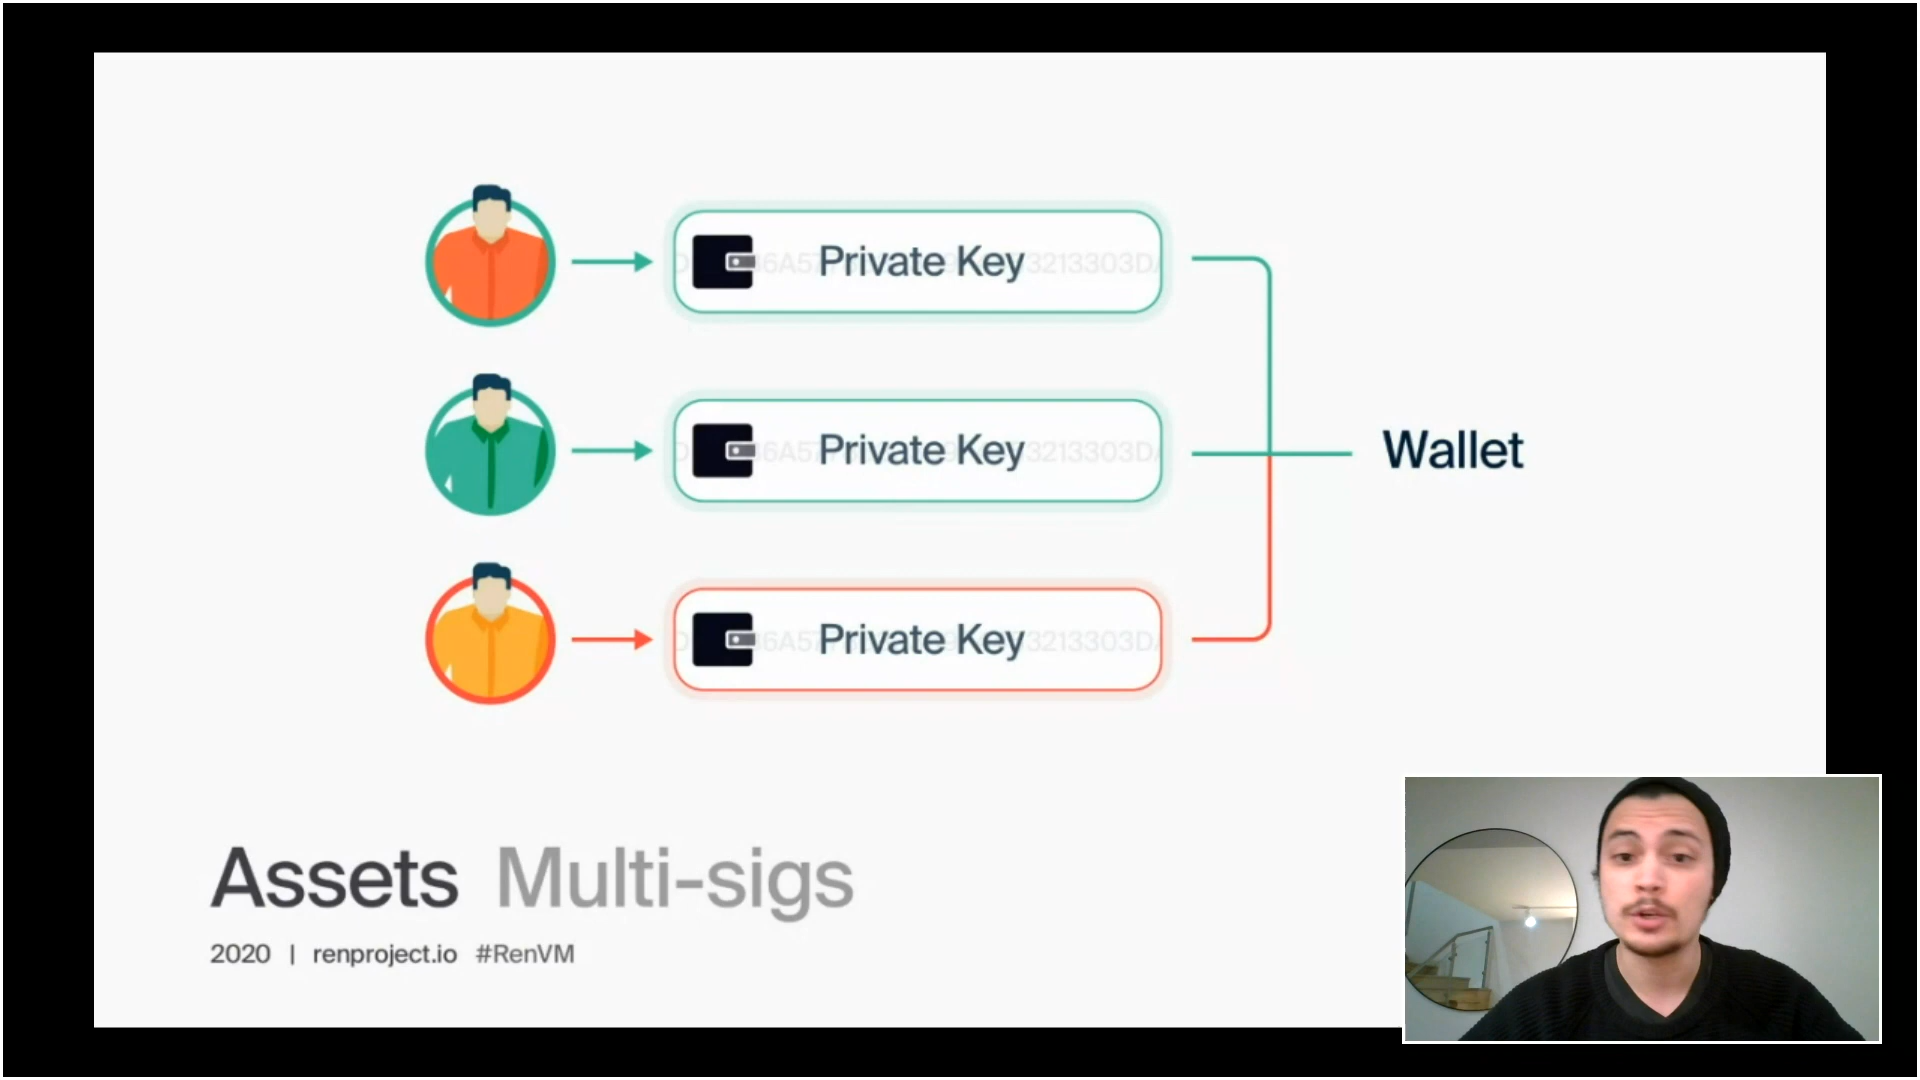 Private Key
Private Key
Wallet
Private Key
Assets Multi-sigs
2020 | renproject.io #RenVM